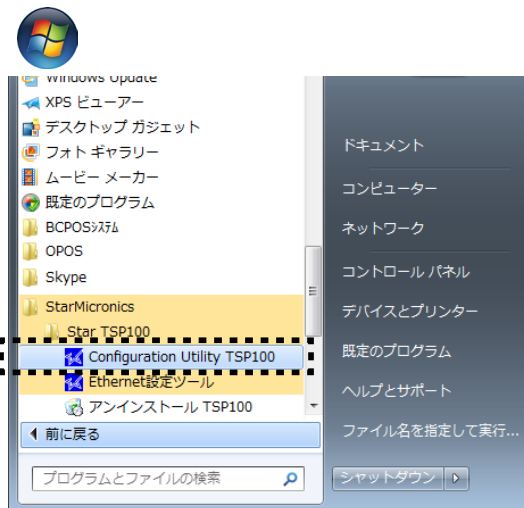 Windows Update
XPS ビューアー
デスクトップ ガジェット
フォト ギャラリー
ムービー メーカー
既定のプログラム
BCPOSｼｽﾃﾑ
OPOS
Skype
StarMicronics
Star TSP100
Configuration Utility TSP100
Ethernet設定ツール
アンインストール TSP100
前に戻る
プログラムとファイルの検索
ドキュメント
コンピューター
ネットワーク
コントロール パネル
デバイスとプリンター
既定のプログラム
ヘルプとサポート
ファイル名を指定して実行...
シャットダウン